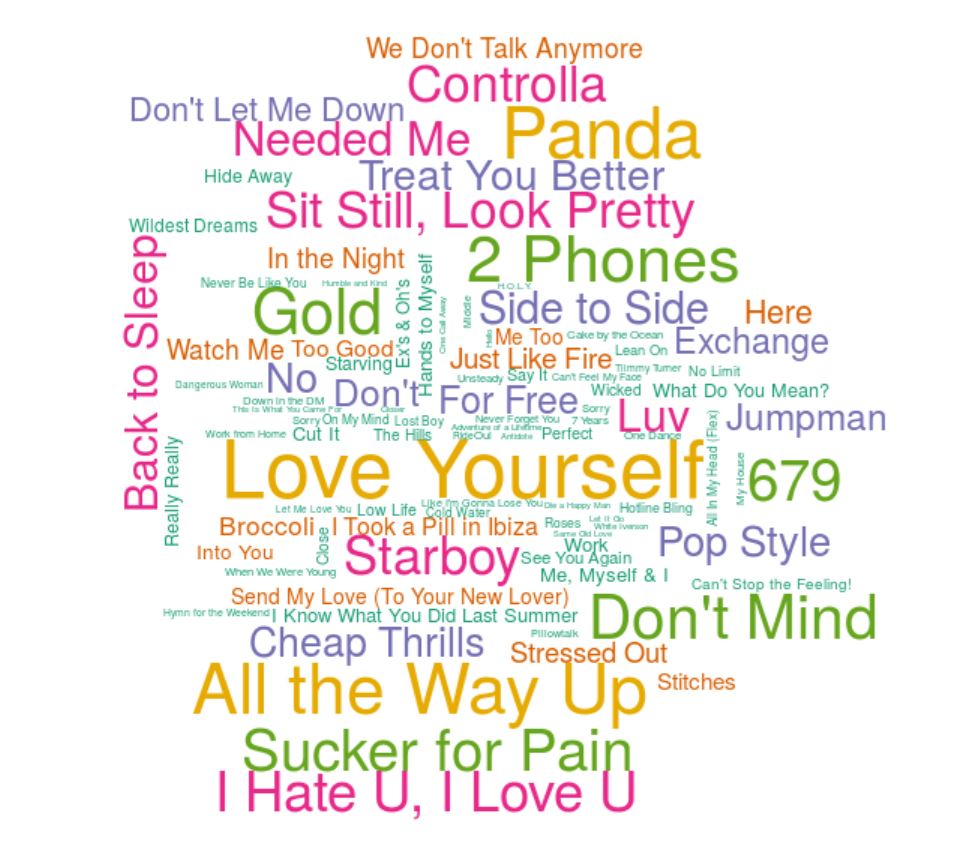 We Don't Talk Anymore
Controlla
Don't Let Me Down
Needed Me
Panda
Hide Away
Treat You Better
Wildest Dreams
Sit Still, Look Pretty
Back to Sleep
In the Night
2 Phones
Never Be Like You
Humble and Kind
H.O.L.Y.
Gold
Ex's & Oh's
Hands to Myself
One Call Away
Middle
Side to Side
Here
Hello
Me Too
Cake by the Ocean
Exchange
Watch Me
Too Good
Starving
Just Like Fire
Lean On
Timmy Turner
No Limit
Dangerous Woman
No
Don't
Unsteady
Say It
Can't Feel My Face
Wicked
What Do You Mean?
Down in the DM
For Free
This Is What You Came For
Closer
Sorry
Luv
Jumpman
Sorry
On My Mind
Lost Boy
Never Forget You
7 Years
Adventure of a Lifetime
Work from Home
Cut It
The Hills
RideOut
Antidote
Perfect
One Dance
Really Really
Love Yourself
All In My Head (Flex)
My House
679
Let Me Love You
Low Life
Like I'm Gonna Lose You
Cold Water
Die a Happy Man
Hotline Bling
Broccoli
I Took a Pill in Ibiza
Roses
Let It Go
White Iverson
Same Old Love
Into You
Close
Starboy
Work
Pop Style
See You Again
When We Were Young
Me, Myself & I
Can't Stop the Feeling!
Send My Love (To Your New Lover)
Hymn for the Weekend
I Know What You Did Last Summer
Don't Mind
Pillowtalk
Cheap Thrills
Stressed Out
All the Way Up
Stitches
Sucker for Pain
I Hate U, I Love U